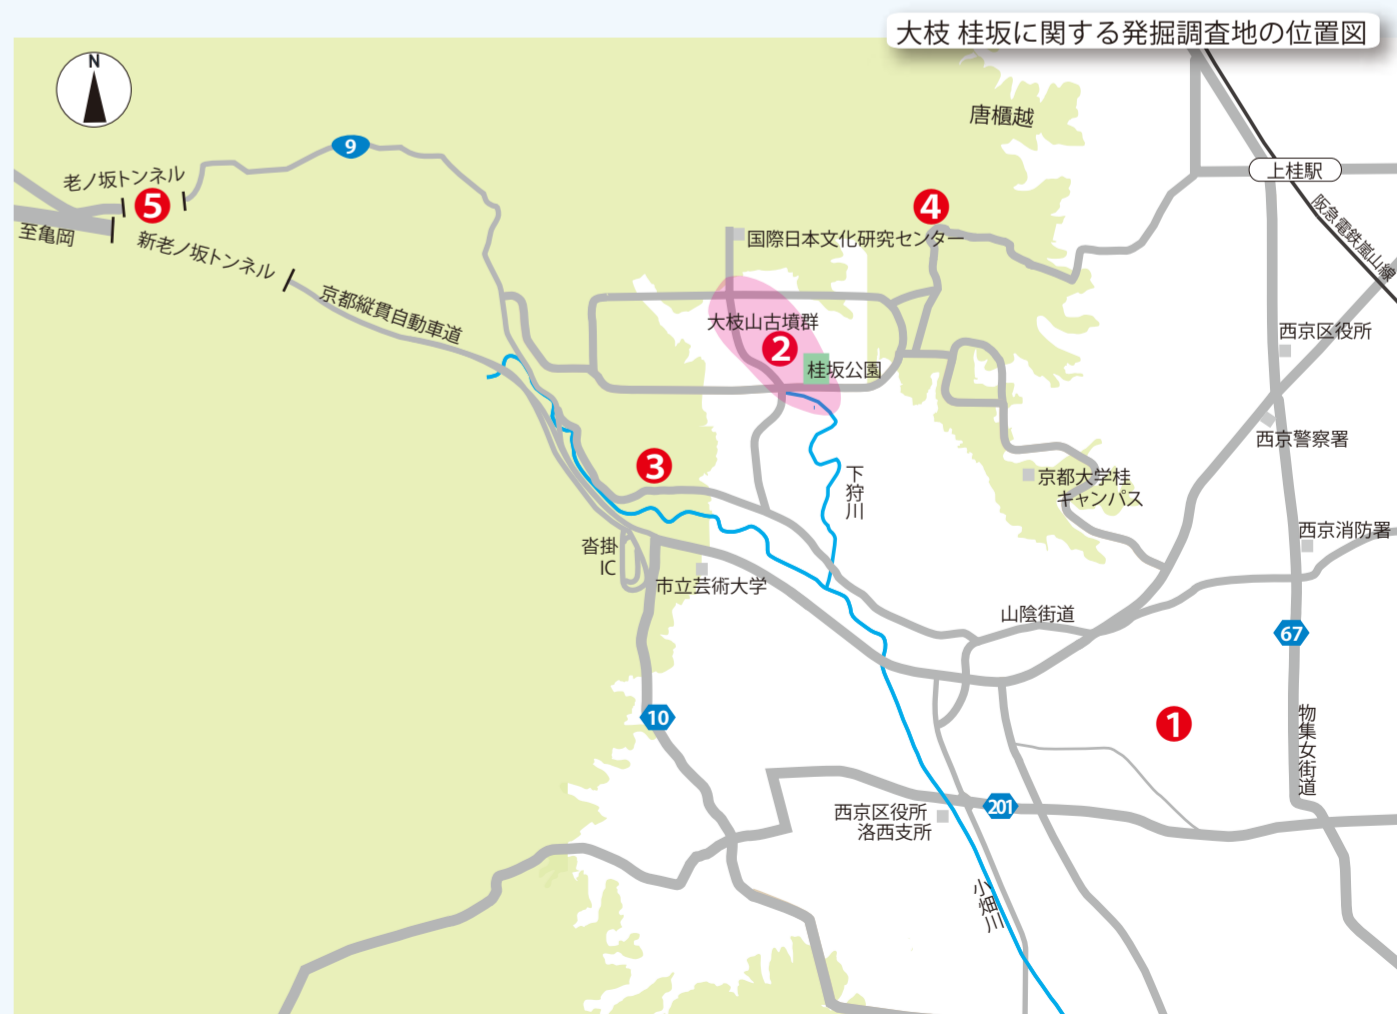 大枝 桂坂に関する発掘調査地の位置図
N
唐櫃越
9
上桂駅
老ノ坂トンネル
5
4
至亀岡
新老ノ坂トンネル
国際日本文化研究センター
阪急電鉄嵐山線
京都縦貫自動車道
大枝山古墳群
2
桂坂公園
西京区役所
西京警察署
3
下狩川
京都大学桂
キャンパス
西京消防署
沓掛
IC
市立芸術大学
山陰街道
67
10
1
物集女街道
201
西京区役所
洛西支所
小畑川